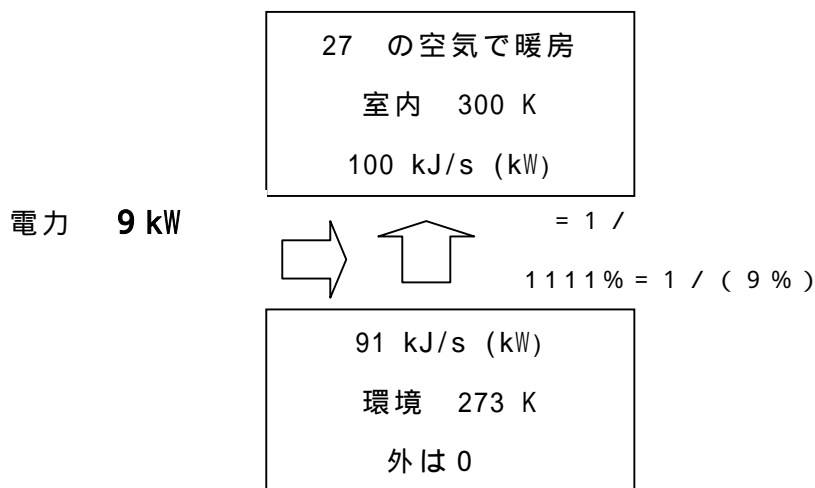 27 の空気で暖房
室内 300 K
100 kJ/s (kW)
電力 9 kW
= 1 /
1111% = 1 / ( 9 % )
91 kJ/s (kW)
環境 273 K
外は 0